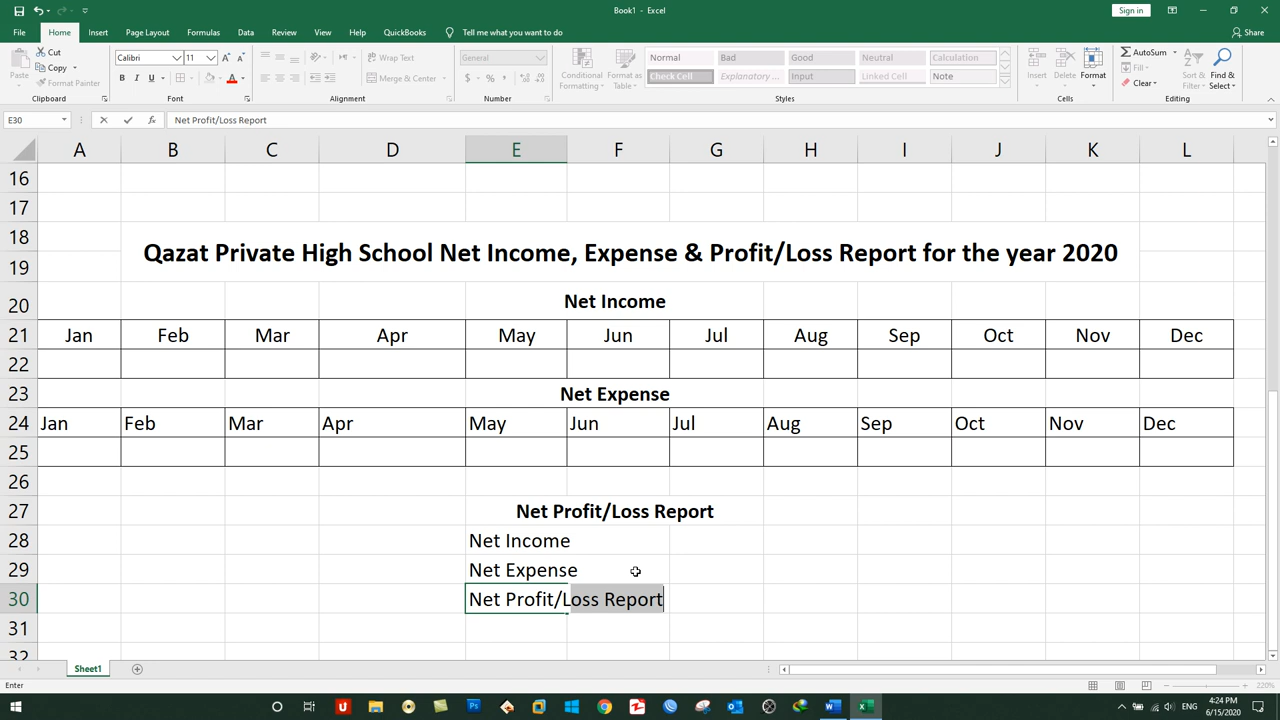 Book1 - Excel
Sign in
File Home Insert Page Layout Formulas Data Review View Help QuickBooks Tell me what you want to do Share
Paste Cut Copy Format Painter Clipboard
Calibri 11 B I U A Font
Wrap Text Merge & Center Alignment
General $ % , Number
Conditional Formatting Format as Table
Normal Bad Good Neutral Calculation
Check Cell Explanatory ... Input Linked Cell Note
Styles
Insert Delete Format Cells
AutoSum Fill Clear Sort & Filter Find & Select Editing
E30 fx Net Profit/Loss Report
A B C D E F G H I J K L
16
17
18
Qazat Private High School Net Income, Expense & Profit/Loss Report for the year 2020
19
20 Net Income
21 Jan Feb Mar Apr May Jun Jul Aug Sep Oct Nov Dec
22
23 Net Expense
24 Jan Feb Mar Apr May Jun Jul Aug Sep Oct Nov Dec
25
26
27 Net Profit/Loss Report
28 Net Income
29 Net Expense
30 Net Profit/Loss Report
31
32
Sheet1
Enter 220%
4:24 PM
6/15/2020